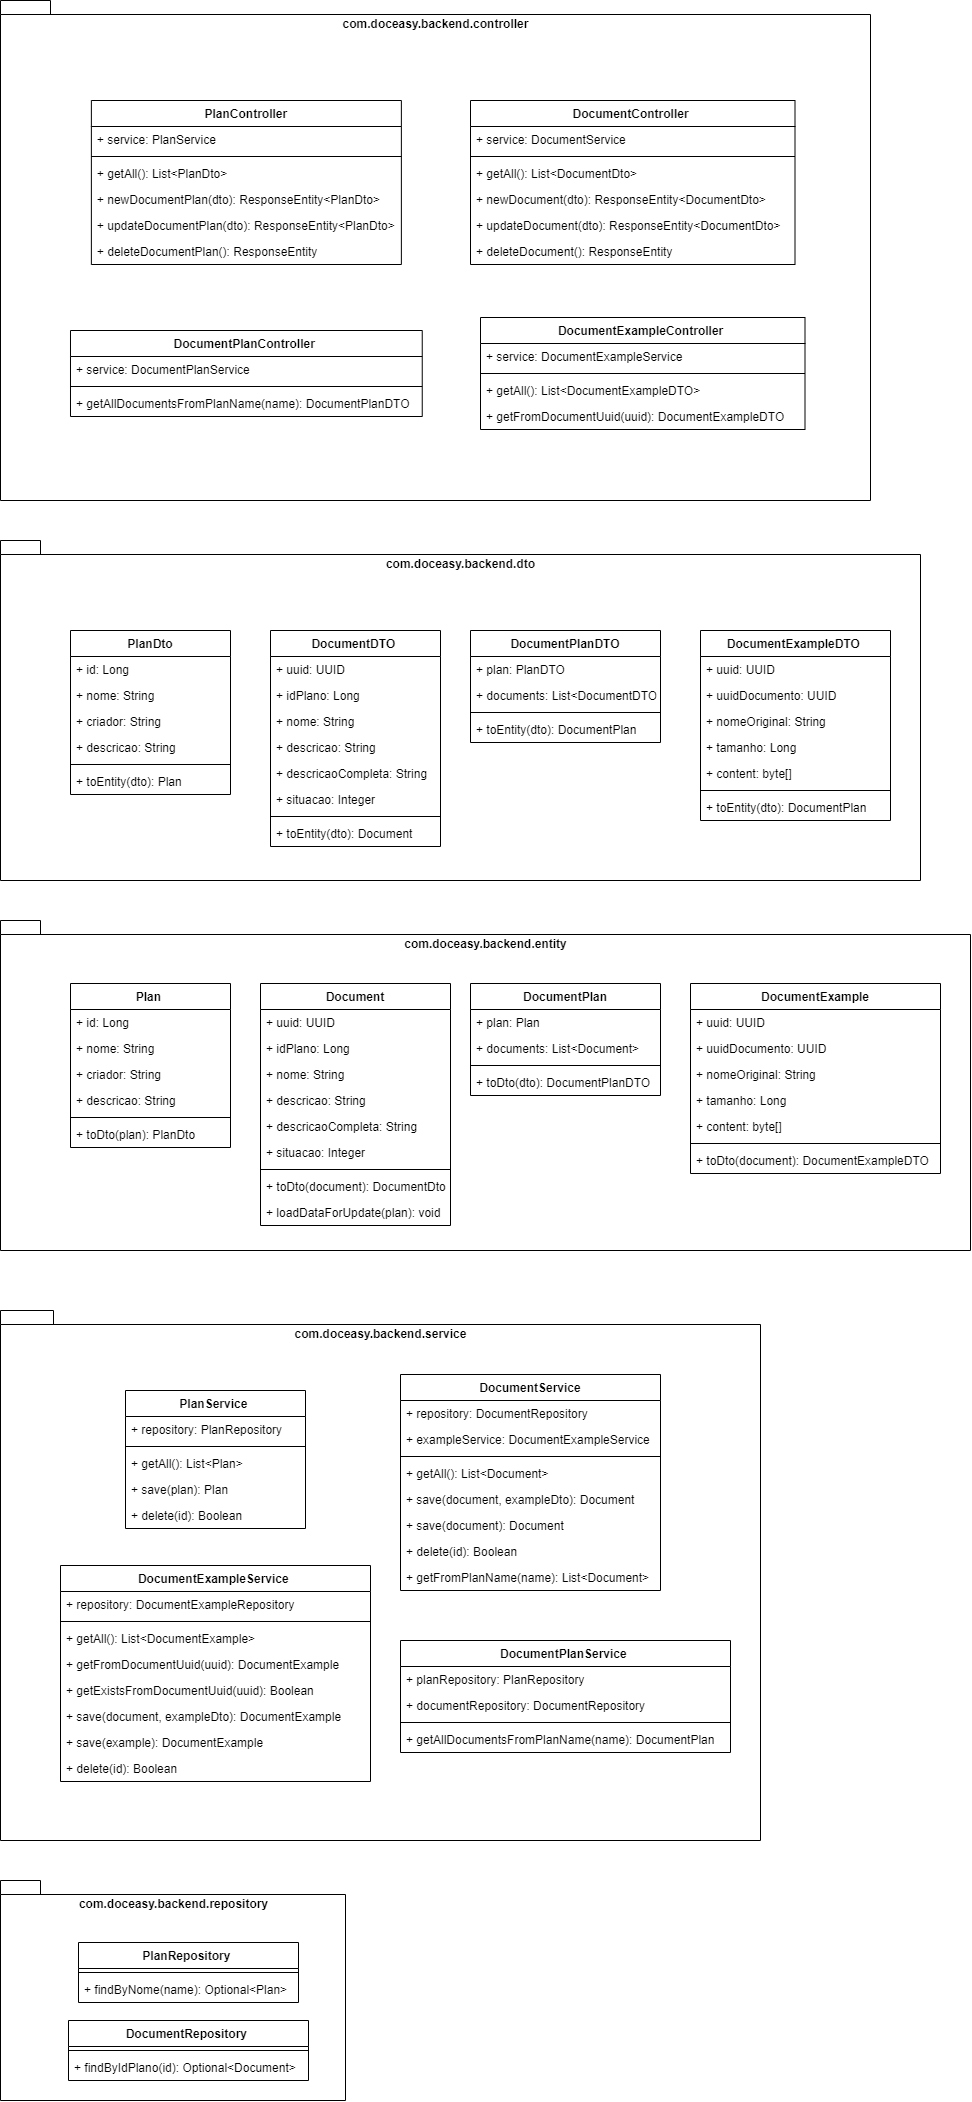 com.doceasy.backend.controller
PlanController
+ service: PlanService
+ getAll(): List<PlanDto>
+ newDocumentPlan(dto): ResponseEntity<PlanDto>
+ updateDocumentPlan(dto): ResponseEntity<PlanDto>
+ deleteDocumentPlan(): ResponseEntity
DocumentController
+ service: DocumentService
+ getAll(): List<DocumentDto>
+ newDocument(dto): ResponseEntity<DocumentDto>
+ updateDocument(dto): ResponseEntity<DocumentDto>
+ deleteDocument(): ResponseEntity
DocumentPlanController
+ service: DocumentPlanService
+ getAllDocumentsFromPlanName(name): DocumentPlanDTO
DocumentExampleController
+ service: DocumentExampleService
+ getAll(): List<DocumentExampleDTO>
+ getFromDocumentUuid(uuid): DocumentExampleDTO
com.doceasy.backend.dto
PlanDto
+ id: Long
+ nome: String
+ criador: String
+ descricao: String
+ toEntity(dto): Plan
DocumentDTO
+ uuid: UUID
+ idPlano: Long
+ nome: String
+ descricao: String
+ descricaoCompleta: String
+ situacao: Integer
+ toEntity(dto): Document
DocumentPlanDTO
+ plan: PlanDTO
+ documents: List<DocumentDTO
+ toEntity(dto): DocumentPlan
DocumentExampleDTO
+ uuid: UUID
+ uuidDocumento: UUID
+ nomeOriginal: String
+ tamanho: Long
+ content: byte[]
+ toEntity(dto): DocumentPlan
com.doceasy.backend.entity
Plan
+ id: Long
+ nome: String
+ criador: String
+ descricao: String
+ toDto(plan): PlanDto
Document
+ uuid: UUID
+ idPlano: Long
+ nome: String
+ descricao: String
+ descricaoCompleta: String
+ situacao: Integer
+ toDto(document): DocumentDto
+ loadDataForUpdate(plan): void
DocumentPlan
+ plan: Plan
+ documents: List<Document>
+ toDto(dto): DocumentPlanDTO
DocumentExample
+ uuid: UUID
+ uuidDocumento: UUID
+ nomeOriginal: String
+ tamanho: Long
+ content: byte[]
+ toDto(document): DocumentExampleDTO
com.doceasy.backend.service
PlanService
+ repository: PlanRepository
+ getAll(): List<Plan>
+ save(plan): Plan
+ delete(id): Boolean
DocumentService
+ repository: DocumentRepository
+ exampleService: DocumentExampleService
+ getAll(): List<Document>
+ save(document, exampleDto): Document
+ save(document): Document
+ delete(id): Boolean
+ getFromPlanName(name): List<Document>
DocumentExampleService
+ repository: DocumentExampleRepository
+ getAll(): List<DocumentExample>
+ getFromDocumentUuid(uuid): DocumentExample
+ getExistsFromDocumentUuid(uuid): Boolean
+ save(document, exampleDto): DocumentExample
+ save(example): DocumentExample
+ delete(id): Boolean
DocumentPlanService
+ planRepository: PlanRepository
+ documentRepository: DocumentRepository
+ getAllDocumentsFromPlanName(name): DocumentPlan
com.doceasy.backend.repository
PlanRepository
+ findByNome(name): Optional<Plan>
DocumentRepository
+ findByIdPlano(id): Optional<Document>